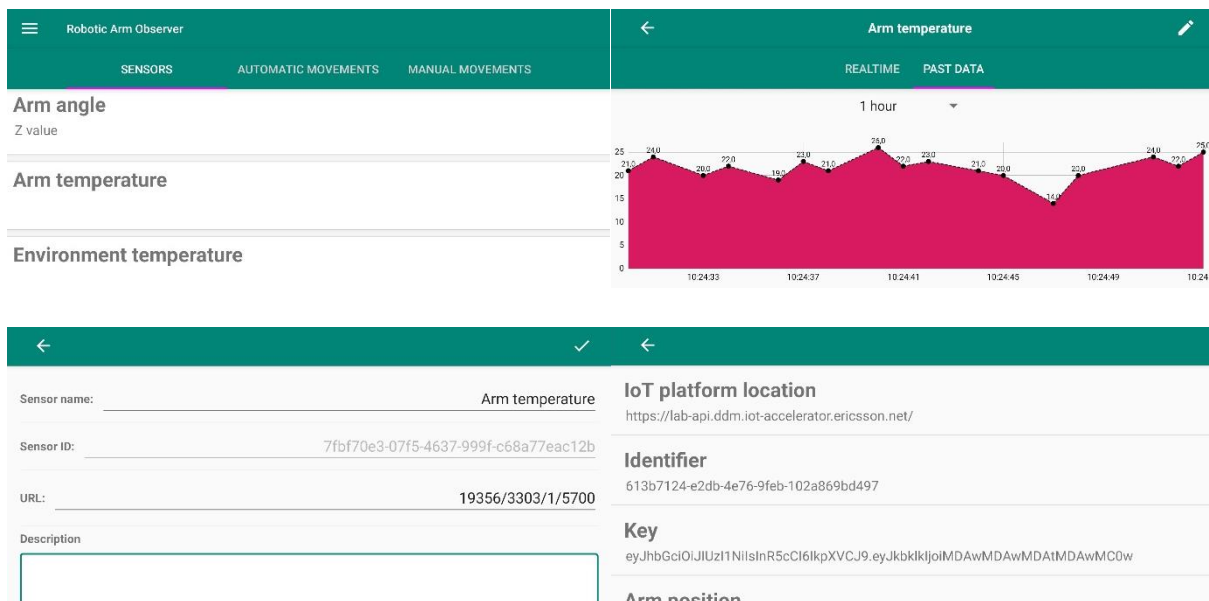 Robotic Arm Observer
SENSORS AUTOMATIC MOVEMENTS MANUAL MOVEMENTS
Arm angle
Z value
Arm temperature
Environment temperature
Arm temperature
REALTIME PAST DATA
1 hour
25
20
15
10
5
0
21,0 24,0 20,0 22,0 19,0 23,0 21,0 26,0 22,0 23,0 21,0 20,0 14,0 20,0 24,0 22,0 25,0
10:24:33 10:24:37 10:24:41 10:24:45 10:24:49 10:24
Sensor name: Arm temperature
Sensor ID: 7fbf70e3-07f5-4637-999f-c68a77eac12b
URL: 19356/3303/1/5700
Description
IoT platform location
https://lab-api.ddm.iot-accelerator.ericsson.net/
Identifier
613b7124-e2db-4e76-9feb-102a869bd497
Key
eyJhbGciOiJIUzI1NiIsInR5cCI6IkpXVCJ9.eyJkbklkIjoiMDAwMDAwMDAtMDAwMC0w
Arm position